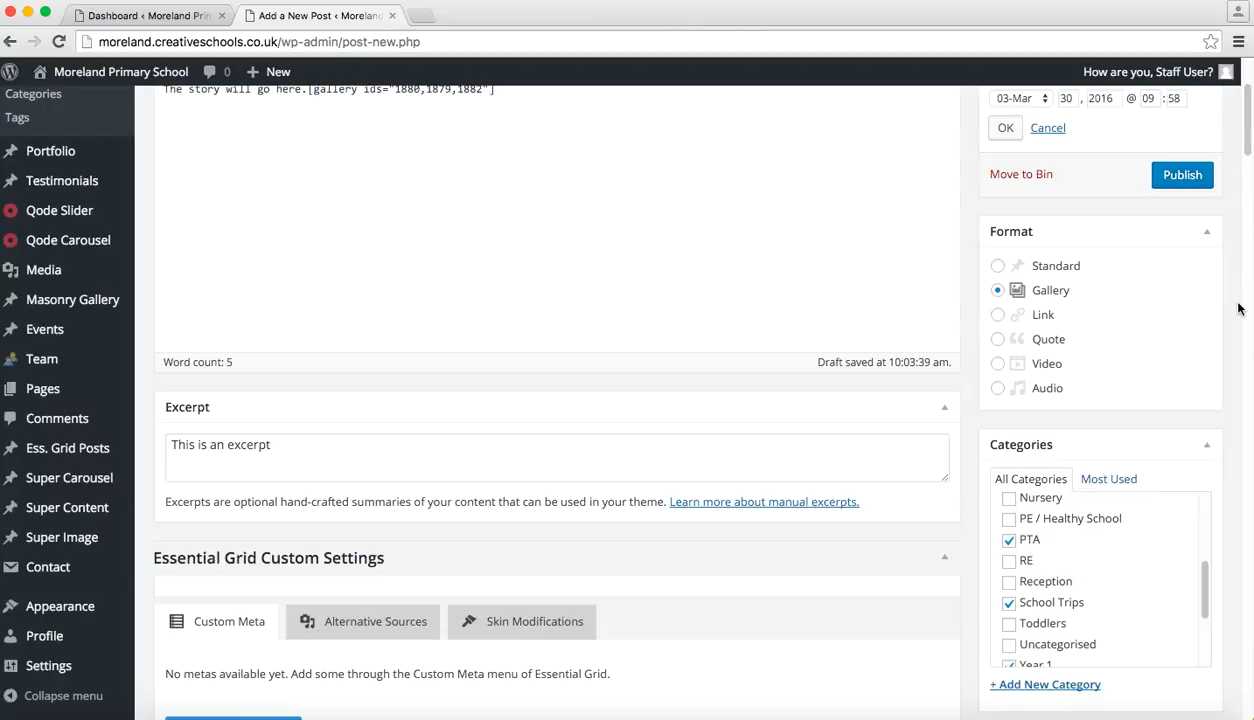 Dashboard ‹ Moreland Prin
Add a New Post ‹ Moreland
moreland.creativeschools.co.uk/wp-admin/post-new.php
Moreland Primary School
0
New
How are you, Staff User?
Categories
Tags
Portfolio
Testimonials
Qode Slider
Qode Carousel
Media
Masonry Gallery
Events
Team
Pages
Comments
Ess. Grid Posts
Super Carousel
Super Content
Super Image
Contact
Appearance
Profile
Settings
Collapse menu
The story will go here.[gallery ids="1880,1879,1882"]
Word count: 5
Draft saved at 10:03:39 am.
Excerpt
This is an excerpt
Excerpts are optional hand-crafted summaries of your content that can be used in your theme. Learn more about manual excerpts.
Essential Grid Custom Settings
Custom Meta
Alternative Sources
Skin Modifications
No metas available yet. Add some through the Custom Meta menu of Essential Grid.
03-Mar 30 , 2016 @ 09 : 58
OK
Cancel
Move to Bin
Publish
Format
Standard
Gallery
Link
Quote
Video
Audio
Categories
All Categories
Most Used
Nursery
PE / Healthy School
PTA
RE
Reception
School Trips
Toddlers
Uncategorised
Year 1
+ Add New Category